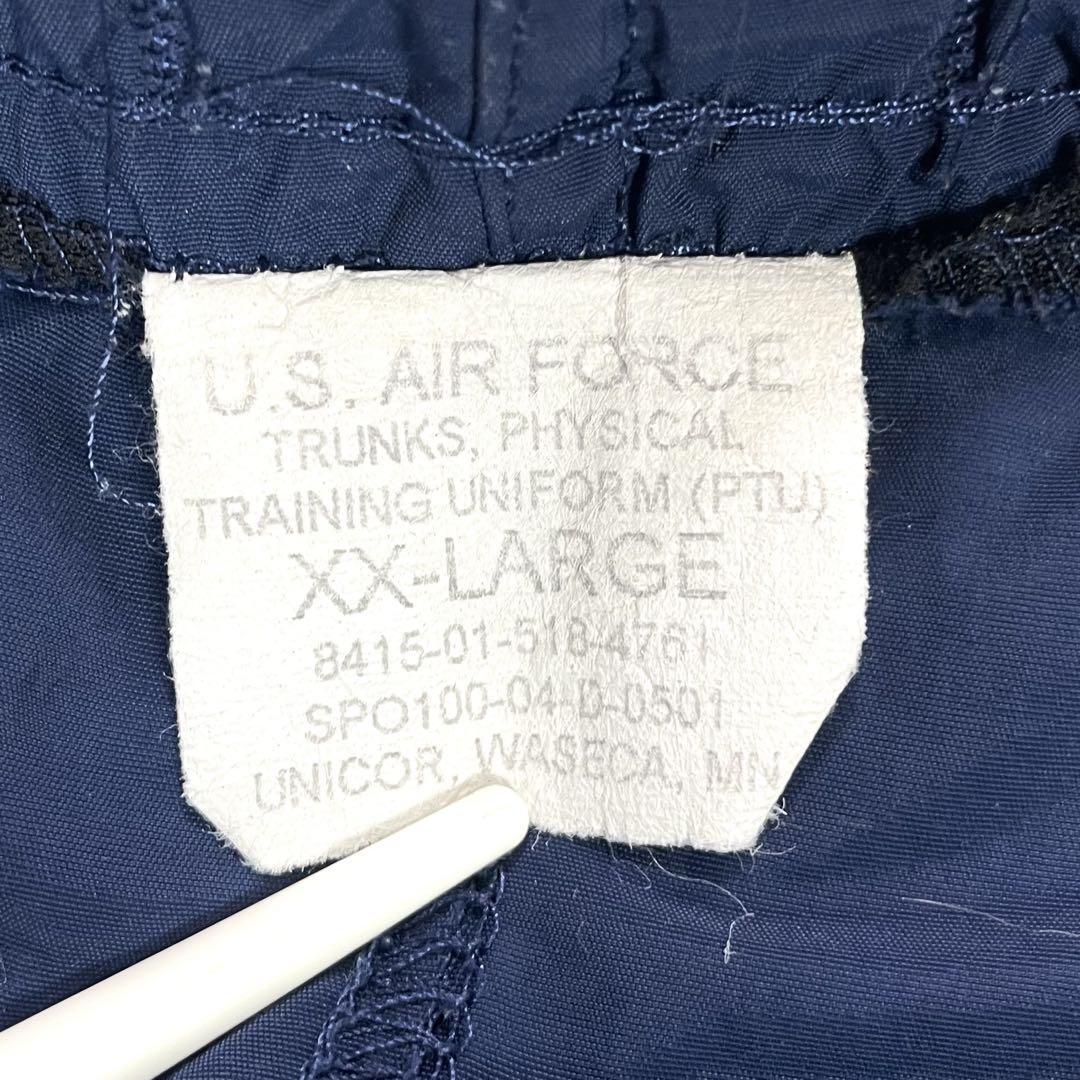 U.S. AIR FORCE
TRUNKS, PHYSICAL
TRAINING UNIFORM (PTU)
XX-LARGE
8415-01-518-4761
SPO100-04-D-0501
UNICOR, WASECA, MN